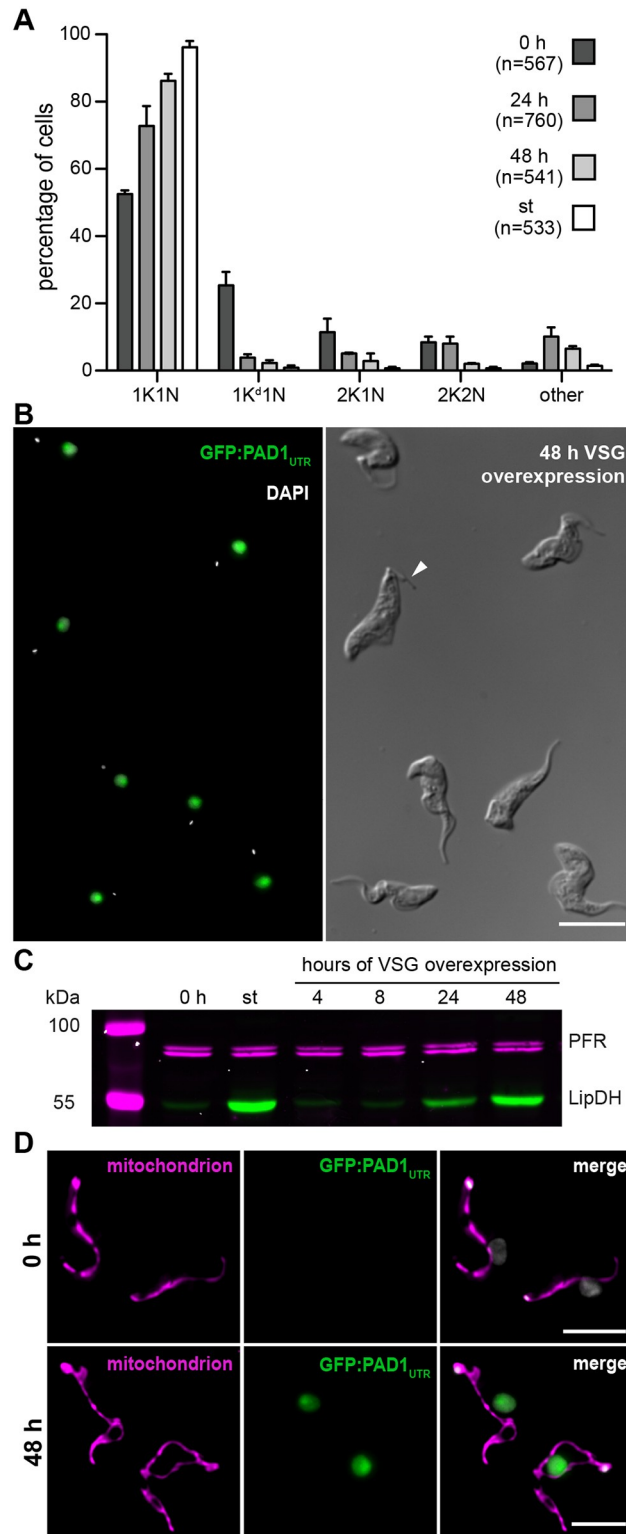 A
100
80
60
40
20
0
percentage of cells
0 h
(n=567)
24 h
(n=760)
48 h
(n=541)
st
(n=533)
1K1N
1Kᵈ1N
2K1N
2K2N
other
B
GFP:PAD1UTR
DAPI
48 h VSG
overexpression
C
hours of VSG overexpression
kDa
0 h
st
4
8
24
48
100
55
PFR
LipDH
D
0 h
mitochondrion
GFP:PAD1UTR
merge
48 h
mitochondrion
GFP:PAD1UTR
merge